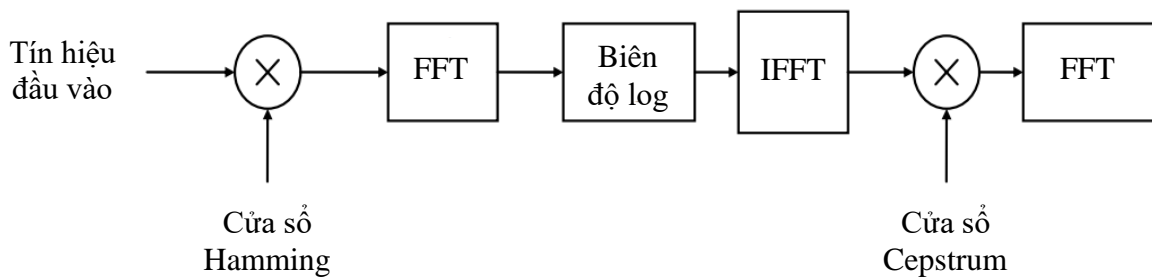 Tín hiệu
đầu vào
FFT
Biên
độ log
IFFT
FFT
Cửa sổ
Hamming
Cửa sổ
Cepstrum